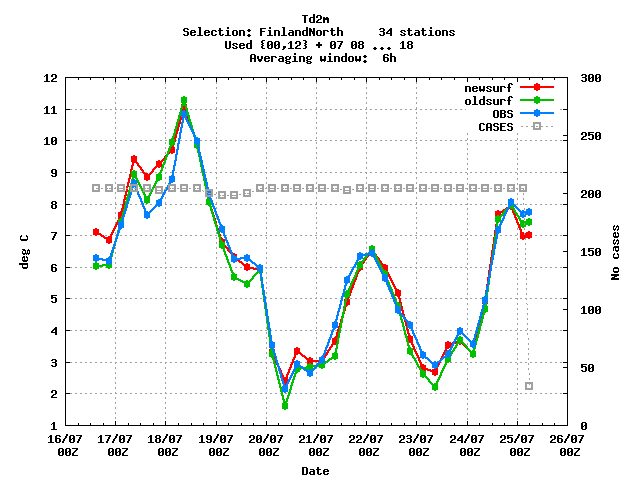 Td2m
Selection: FinlandNorth     34 stations
Used {00,12} + 07 08 ... 18
Averaging window:  6h
newsurf
oldsurf
OBS
CASES
12
11
10
9
8
7
6
5
4
3
2
1
deg C
300
250
200
150
100
50
0
No cases
16/07 17/07 18/07 19/07 20/07 21/07 22/07 23/07 24/07 25/07 26/07
00Z 00Z 00Z 00Z 00Z 00Z 00Z 00Z 00Z 00Z 00Z
Date